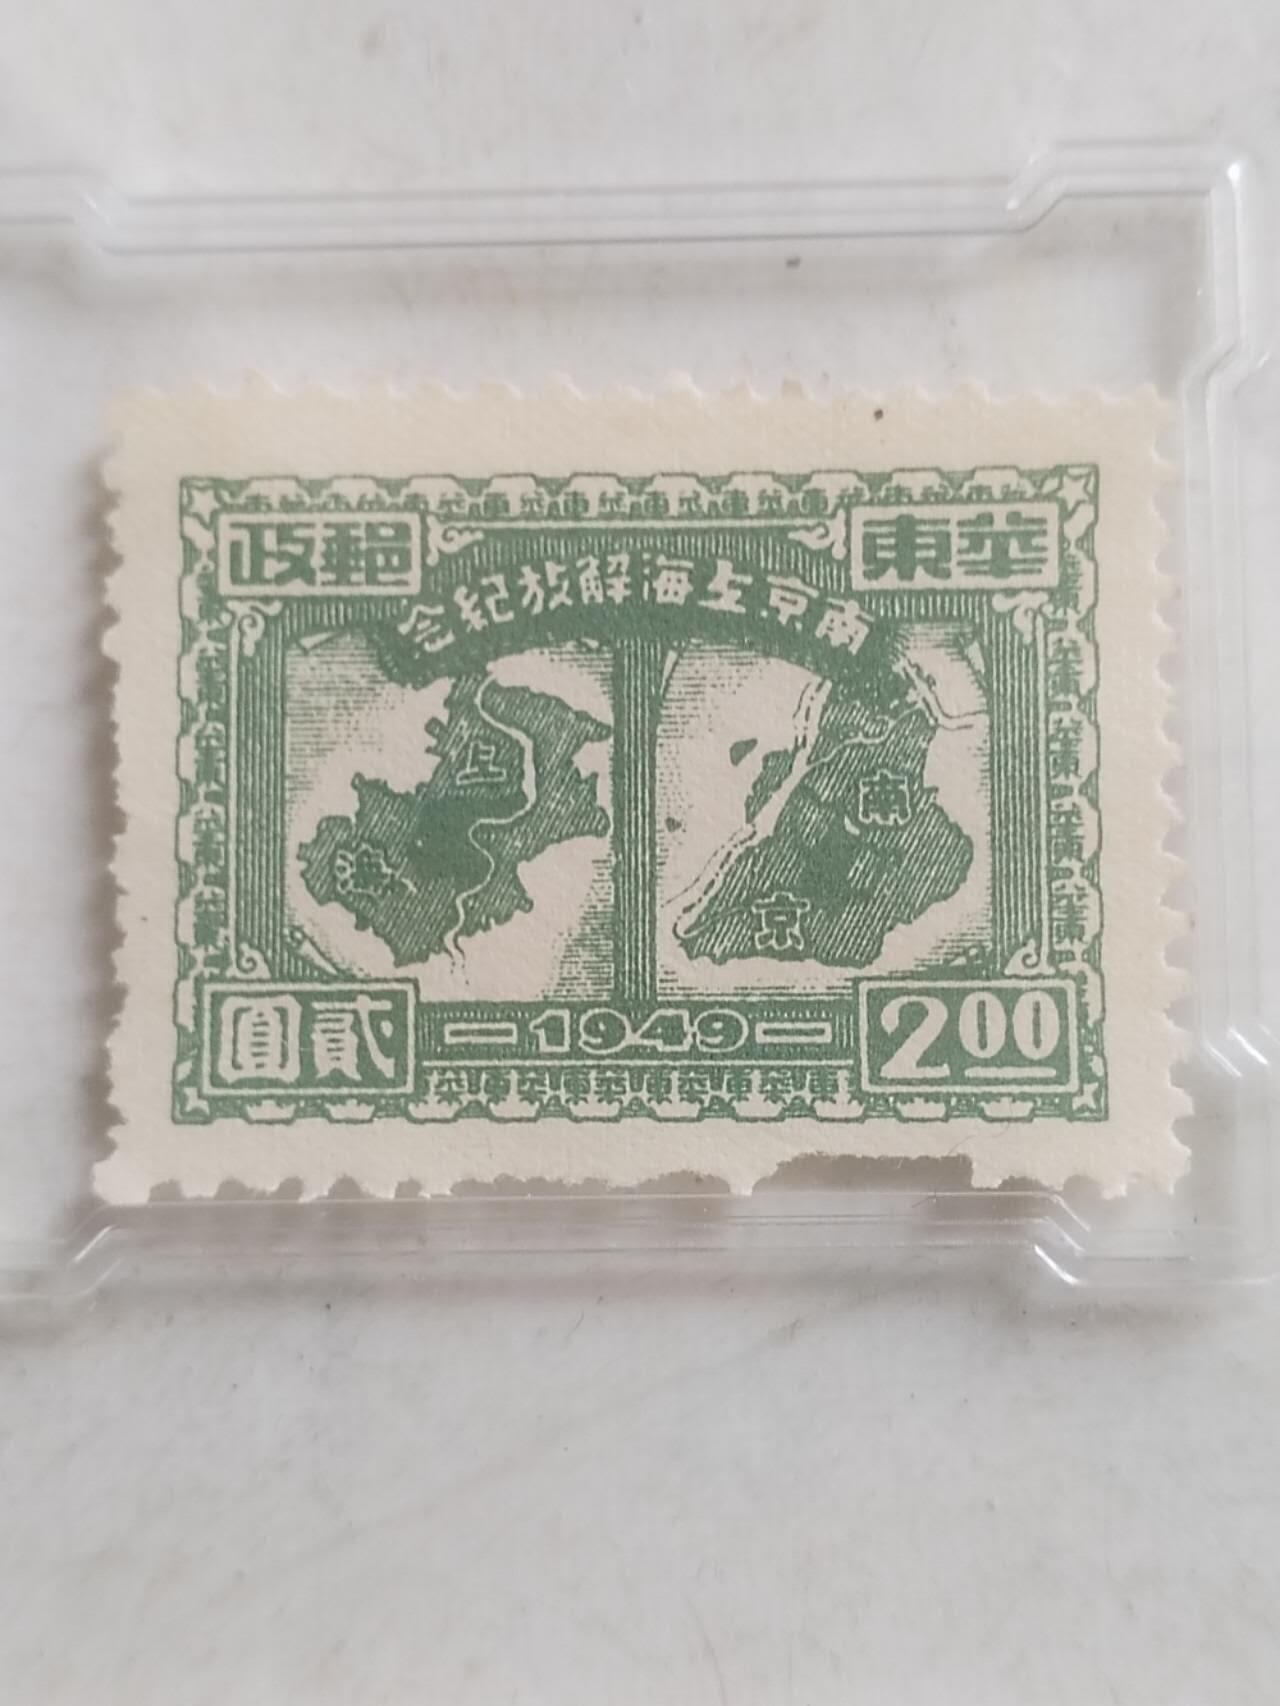 華東郵政
南京上海解放紀念
上海
南京
貳圓
—1949—
2.00